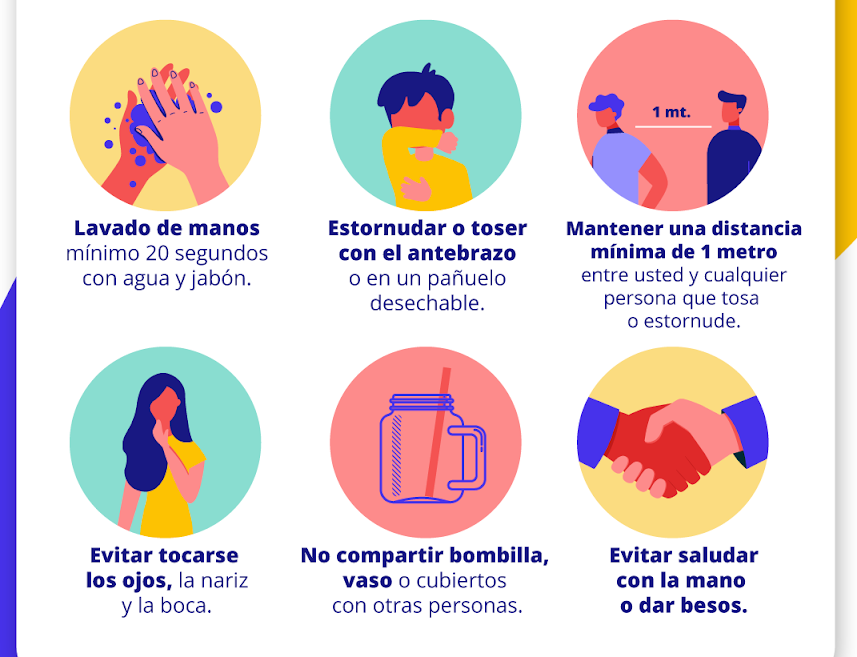 Lavado de manos
mínimo 20 segundos
con agua y jabón.
Estornudar o toser
con el antebrazo
o en un pañuelo
desechable.
1 mt.
Mantener una distancia
mínima de 1 metro
entre usted y cualquier
persona que tosa
o estornude.
Evitar tocarse
los ojos, la nariz
y la boca.
No compartir bombilla,
vaso o cubiertos
con otras personas.
Evitar saludar
con la mano
o dar besos.